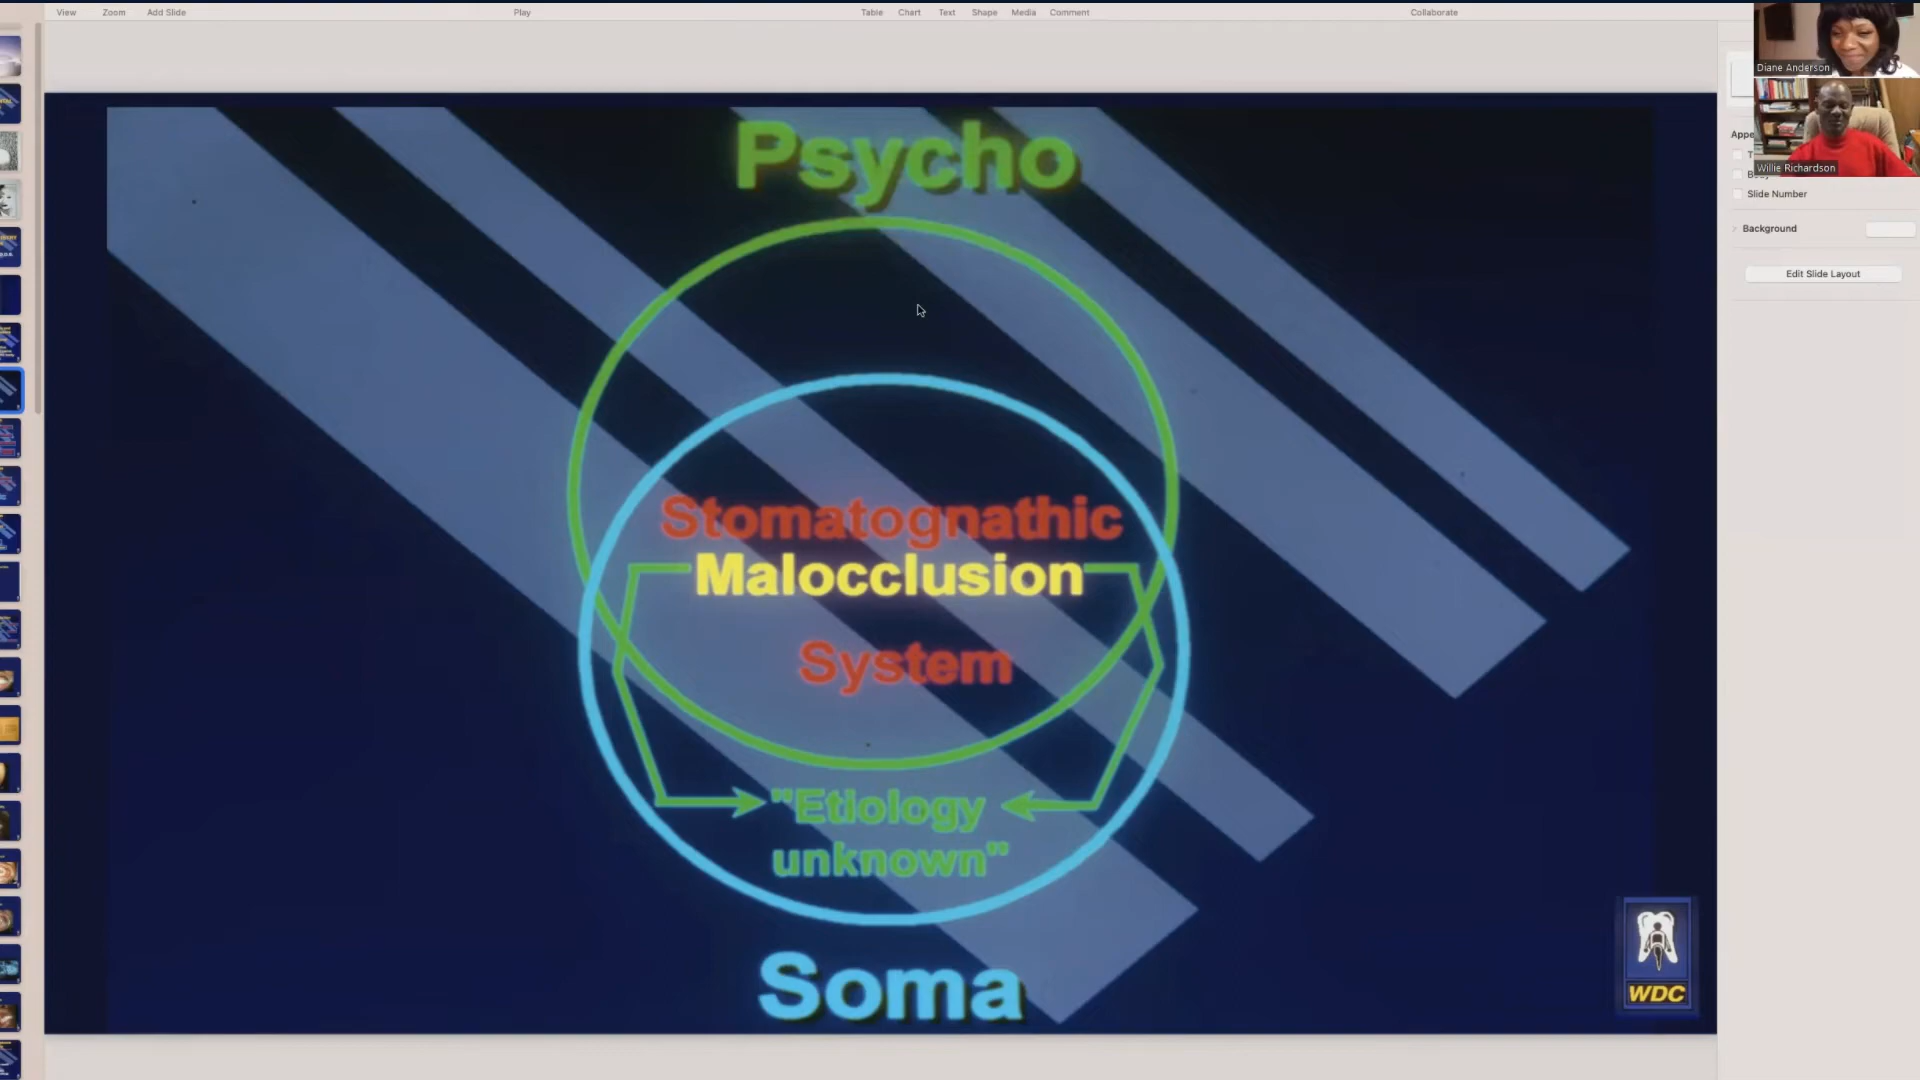 View Zoom Add Slide Play Table Chart Text Shape Media Comment Collaborate
Diane Anderson
Willie Richardson
Slide Number
Background
Edit Slide Layout
Psycho
Stomatognathic
Malocclusion
System
"Etiology
unknown"
Soma
WDC